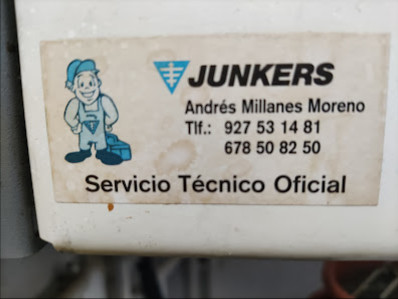 JUNKERS
Andrés Millanes Moreno
Tlf.: 927 53 14 81
678 50 82 50
Servicio Técnico Oficial